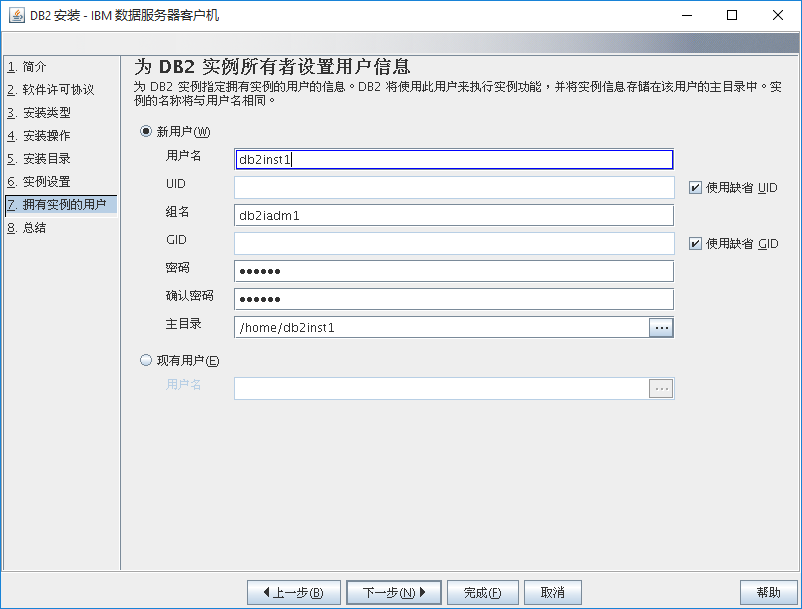 DB2 安装 - IBM 数据服务器客户机
1. 简介
2. 软件许可协议
3. 安装类型
4. 安装操作
5. 安装目录
6. 实例设置
7. 拥有实例的用户
8. 总结
为 DB2 实例所有者设置用户信息
为 DB2 实例指定拥有实例的用户的信息。DB2 将使用此用户来执行实例功能，并将实例信息存储在该用户的主目录中。实
例的名称将与用户名相同。
新用户(W)
用户名 db2inst1
UID 使用缺省 UID
组名 db2iadm1
GID 使用缺省 GID
密码 ●●●●●●
确认密码 ●●●●●●
主目录 /home/db2inst1 ...
现有用户(E)
用户名 ...
上一步(B) 下一步(N) 完成(F) 取消 帮助